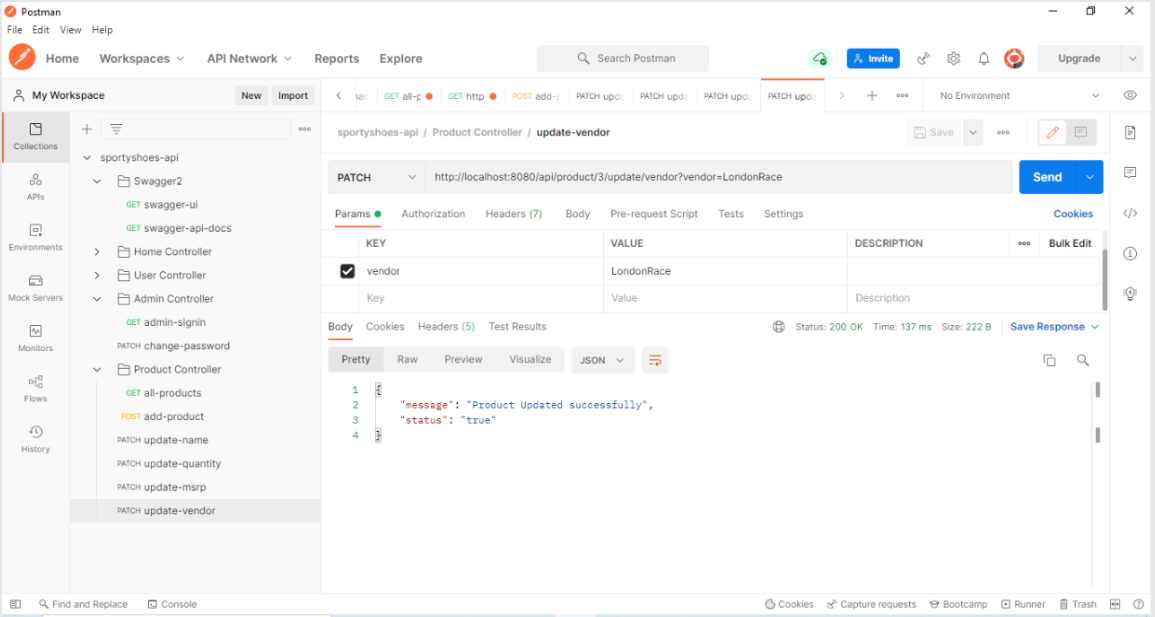 Postman
File Edit View Help
Home Workspaces API Network Reports Explore Search Postman Invite Upgrade
My Workspace New Import
GET all-p GET http POST add-p PATCH upda PATCH upda PATCH upda PATCH upda No Environment
Collections
APIs
Environments
Mock Servers
Monitors
Flows
History
sportyshoes-api
Swagger2
GET swagger-ui
GET swagger-api-docs
Home Controller
User Controller
Admin Controller
GET admin-signin
PATCH change-password
Product Controller
GET all-products
POST add-product
PATCH update-name
PATCH update-quantity
PATCH update-msrp
PATCH update-vendor
sportyshoes-api / Product Controller / update-vendor Save
PATCH http://localhost:8080/api/product/3/update/vendor?vendor=LondonRace Send
Params Authorization Headers (7) Body Pre-request Script Tests Settings Cookies
KEY VALUE DESCRIPTION Bulk Edit
vendor LondonRace
Key Value Description
Body Cookies Headers (5) Test Results Status: 200 OK Time: 137 ms Size: 222 B Save Response
Pretty Raw Preview Visualize JSON
1 {
2 "message": "Product Updated successfully",
3 "status": "true"
4 }
Find and Replace Console Cookies Capture requests Bootcamp Runner Trash